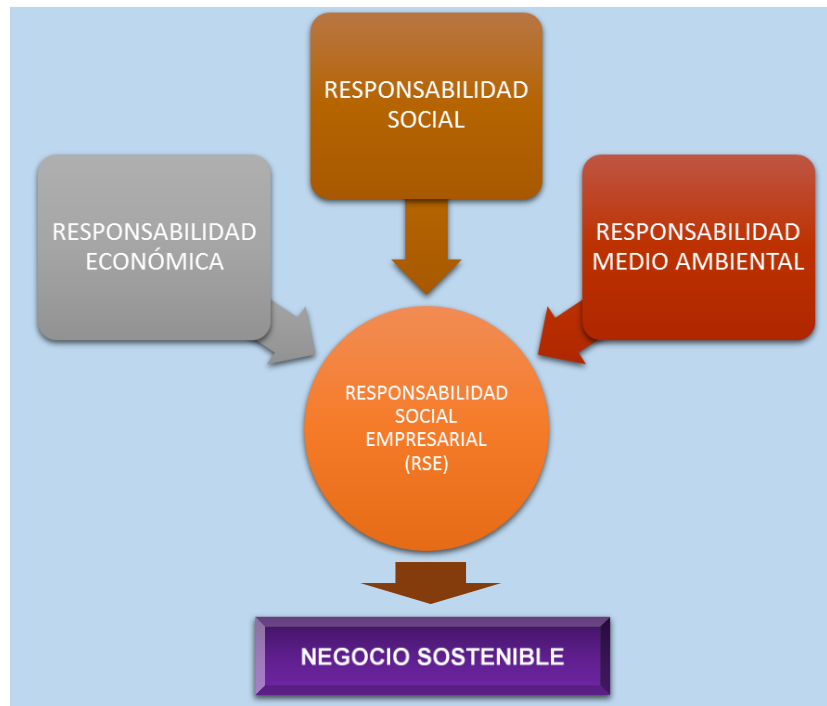 RESPONSABILIDAD
SOCIAL
RESPONSABILIDAD
ECONÓMICA
RESPONSABILIDAD
MEDIO AMBIENTAL
RESPONSABILIDAD
SOCIAL
EMPRESARIAL
(RSE)
NEGOCIO SOSTENIBLE